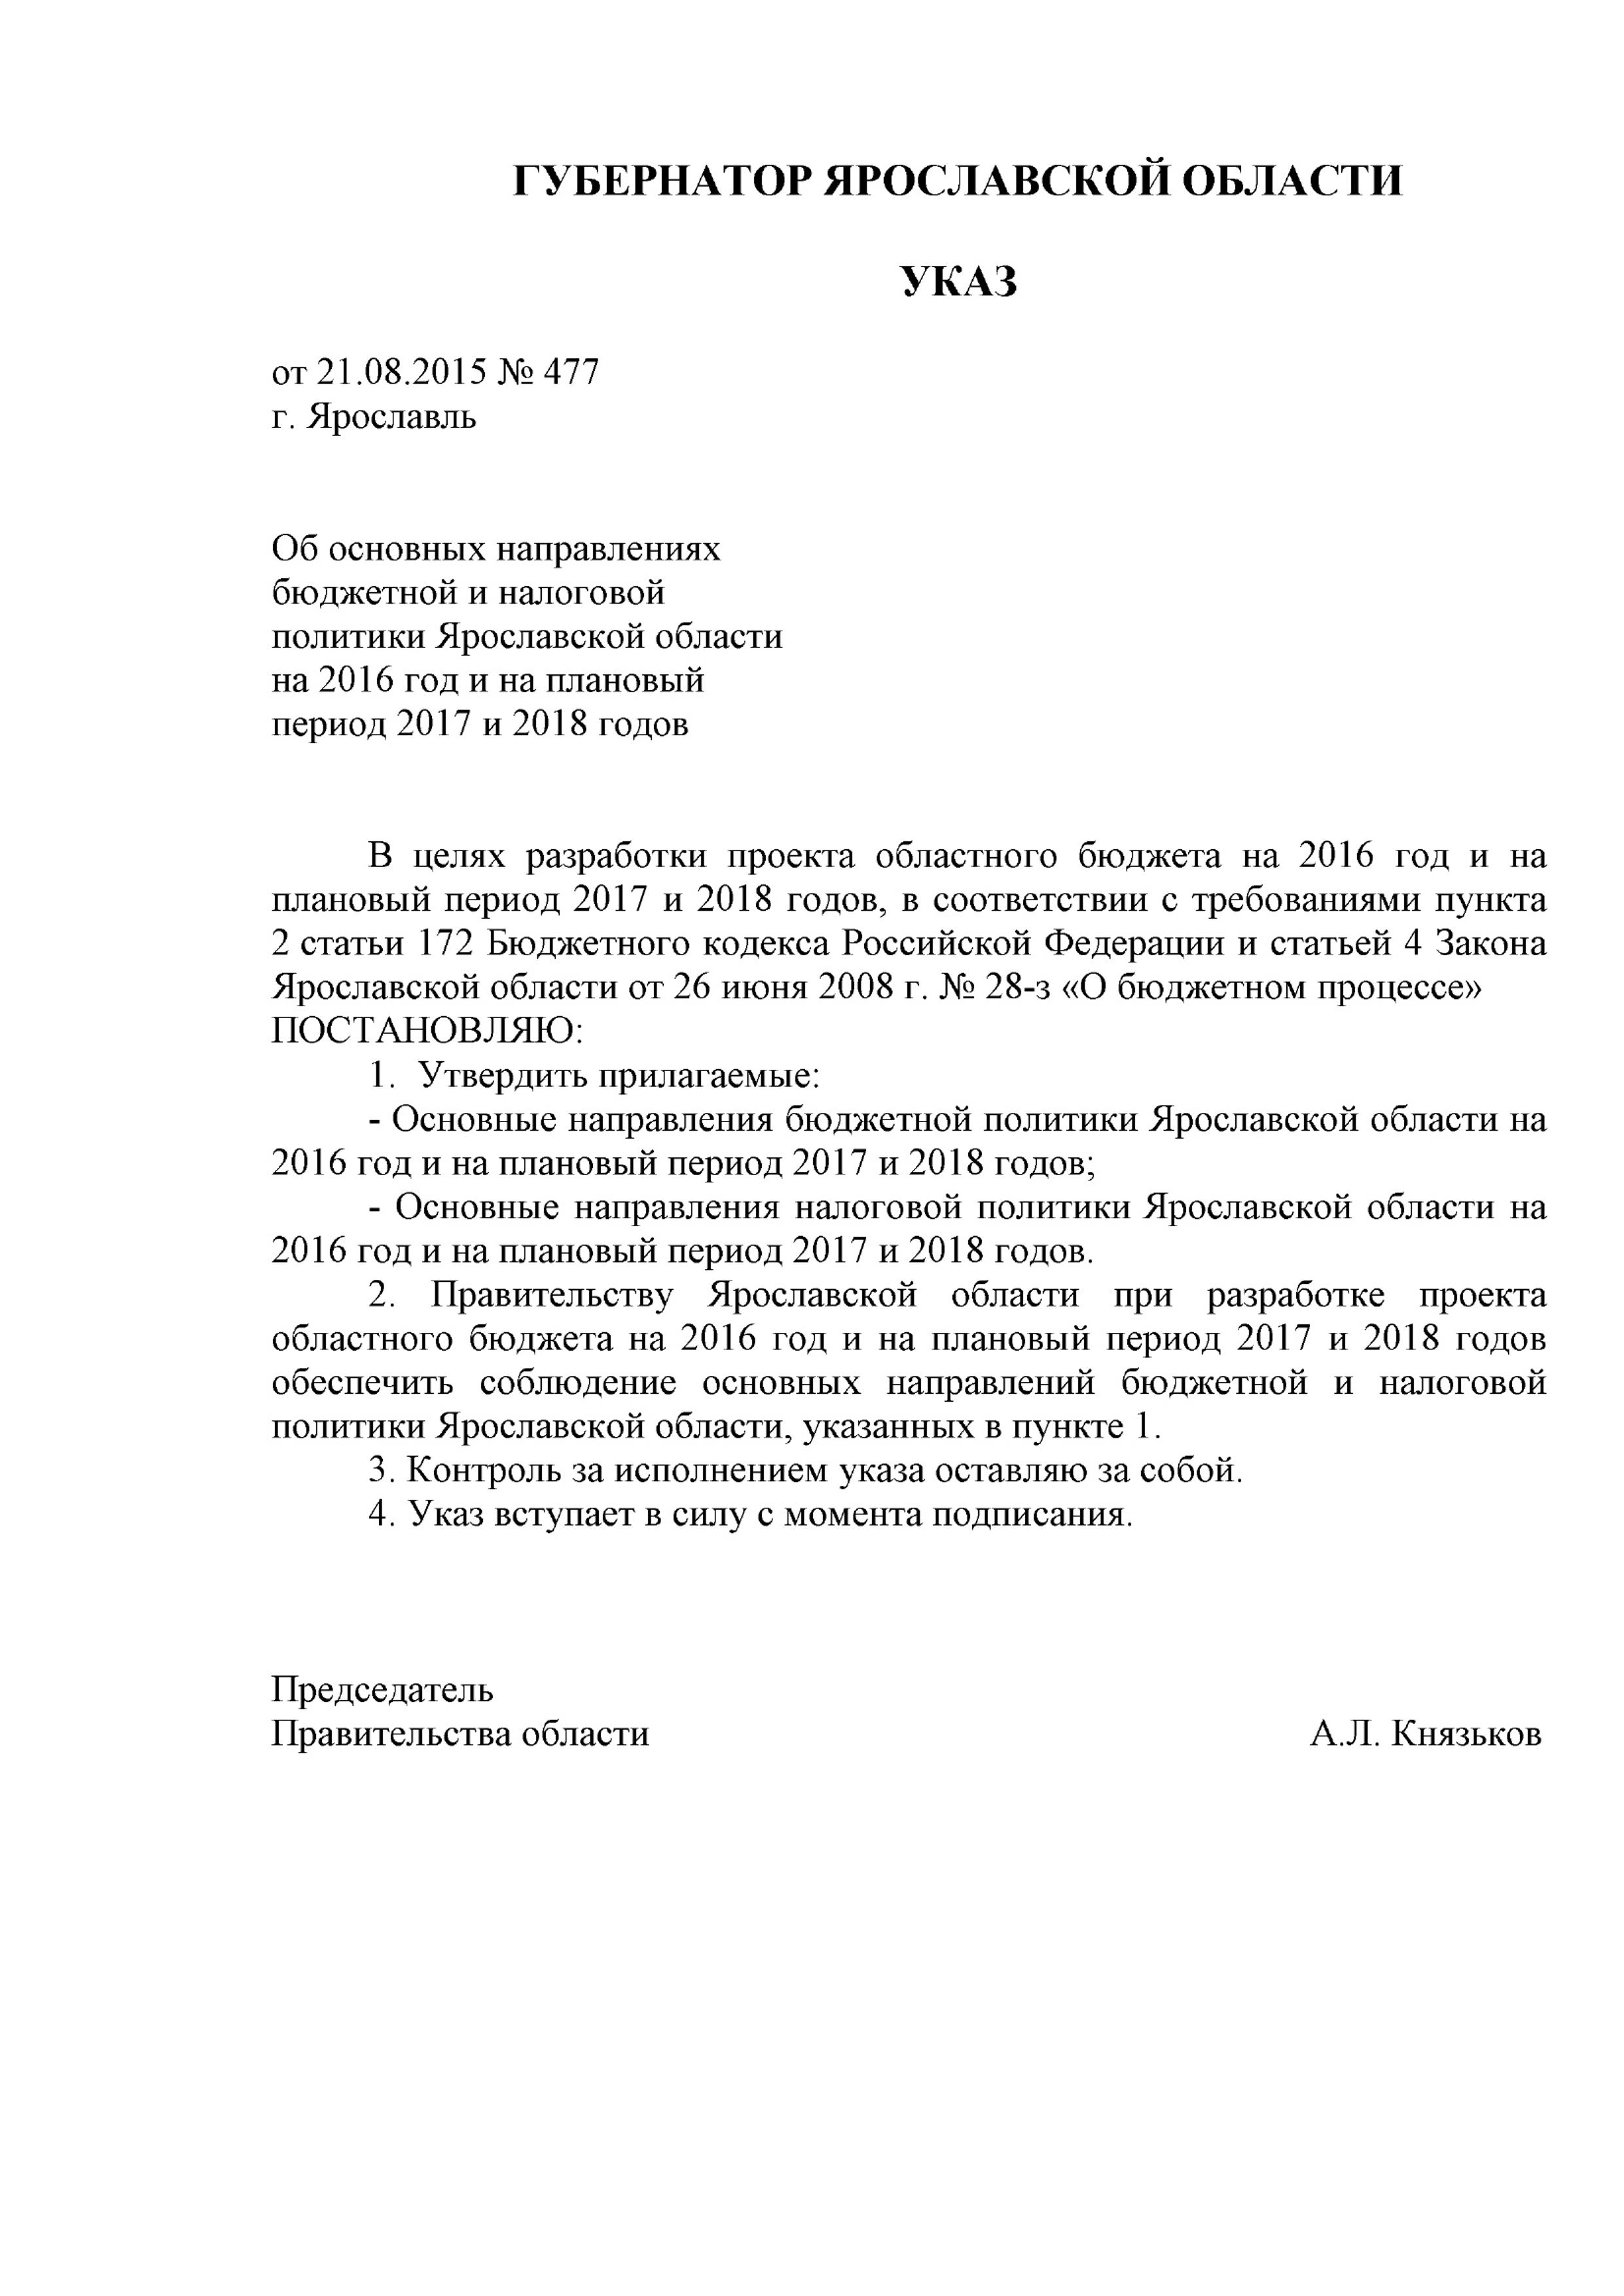 ГУБЕРНАТОР ЯРОСЛАВСКОЙ ОБЛАСТИ
УКАЗ
от 21.08.2015 № 477
г. Ярославль
Об основных направлениях
бюджетной и налоговой
политики Ярославской области
на 2016 год и на плановый
период 2017 и 2018 годов
В целях разработки проекта областного бюджета на 2016 год и на
плановый период 2017 и 2018 годов, в соответствии с требованиями пункта
2 статьи 172 Бюджетного кодекса Российской Федерации и статьей 4 Закона
Ярославской области от 26 июня 2008 г. № 28-з «О бюджетном процессе»
ПОСТАНОВЛЯЮ:
1. Утвердить прилагаемые:
- Основные направления бюджетной политики Ярославской области на
2016 год и на плановый период 2017 и 2018 годов;
- Основные направления налоговой политики Ярославской области на
2016 год и на плановый период 2017 и 2018 годов.
2. Правительству Ярославской области при разработке проекта
областного бюджета на 2016 год и на плановый период 2017 и 2018 годов
обеспечить соблюдение основных направлений бюджетной и налоговой
политики Ярославской области, указанных в пункте 1.
3. Контроль за исполнением указа оставляю за собой.
4. Указ вступает в силу с момента подписания.
Председатель
Правительства области А.Л. Князьков